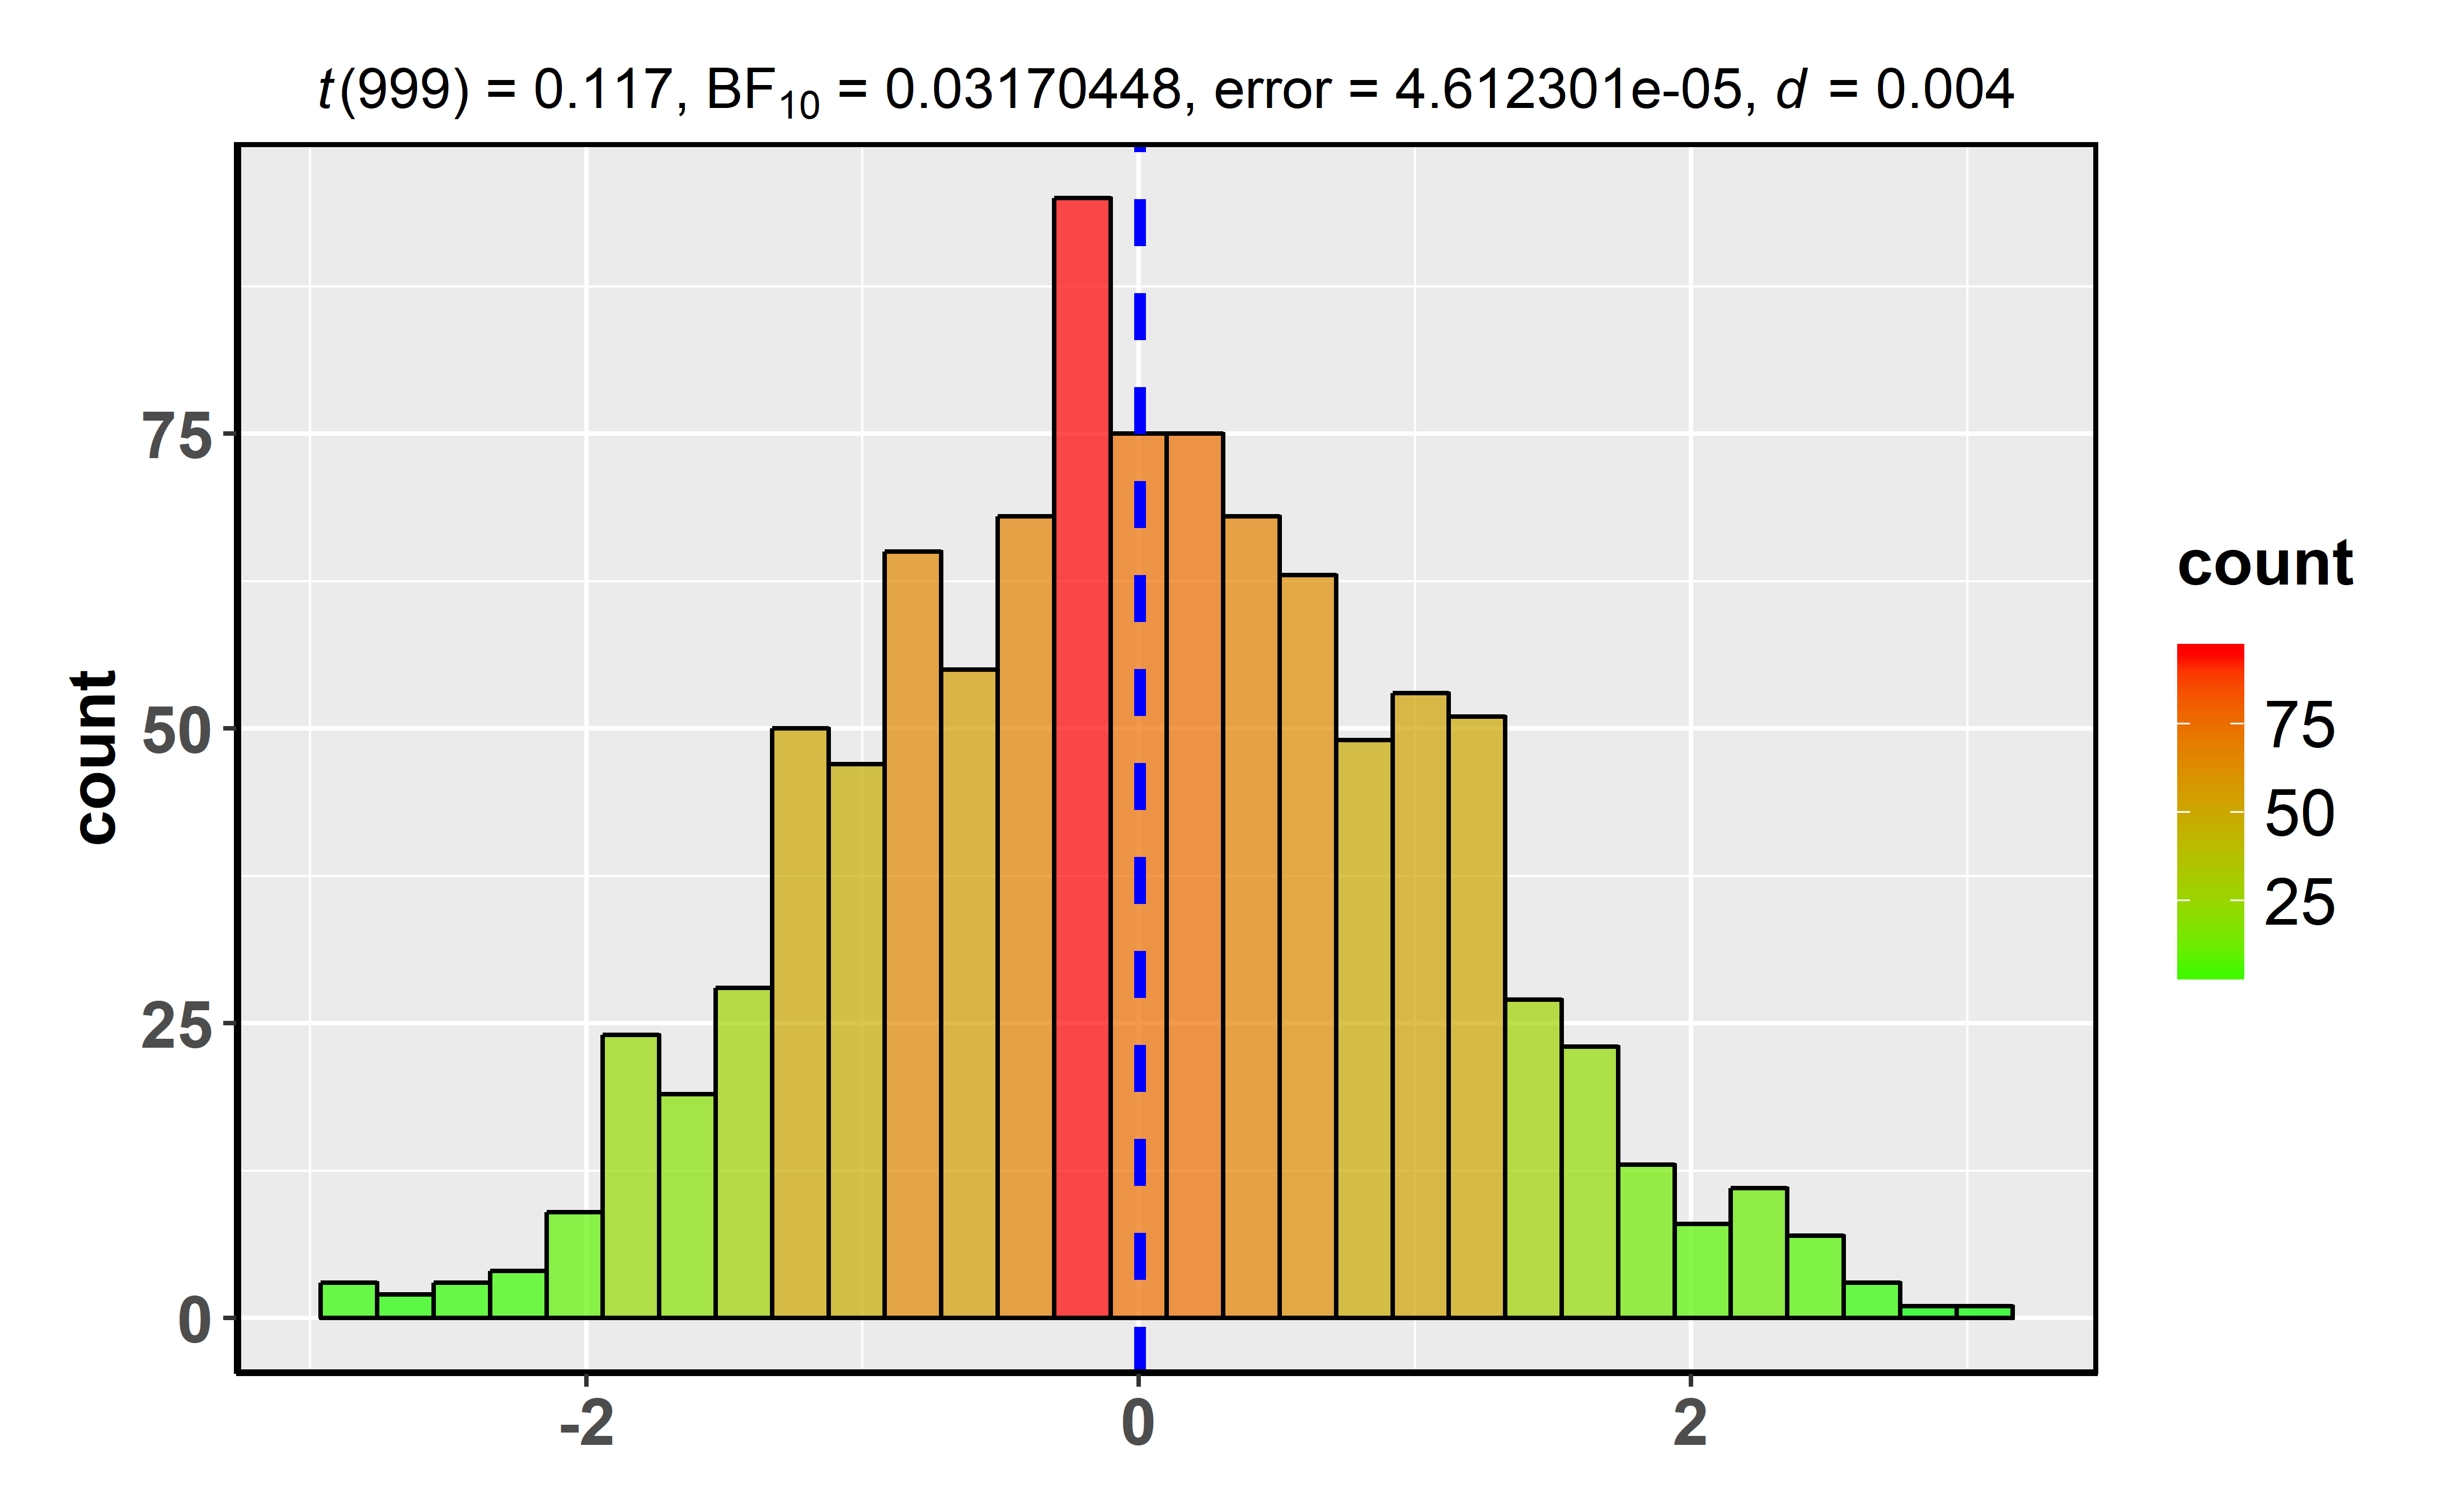 t(999) = 0.117, BF₁₀ = 0.03170448, error = 4.612301e-05, d = 0.004
count
75
50
25
0
-2 0 2
count
75
50
25